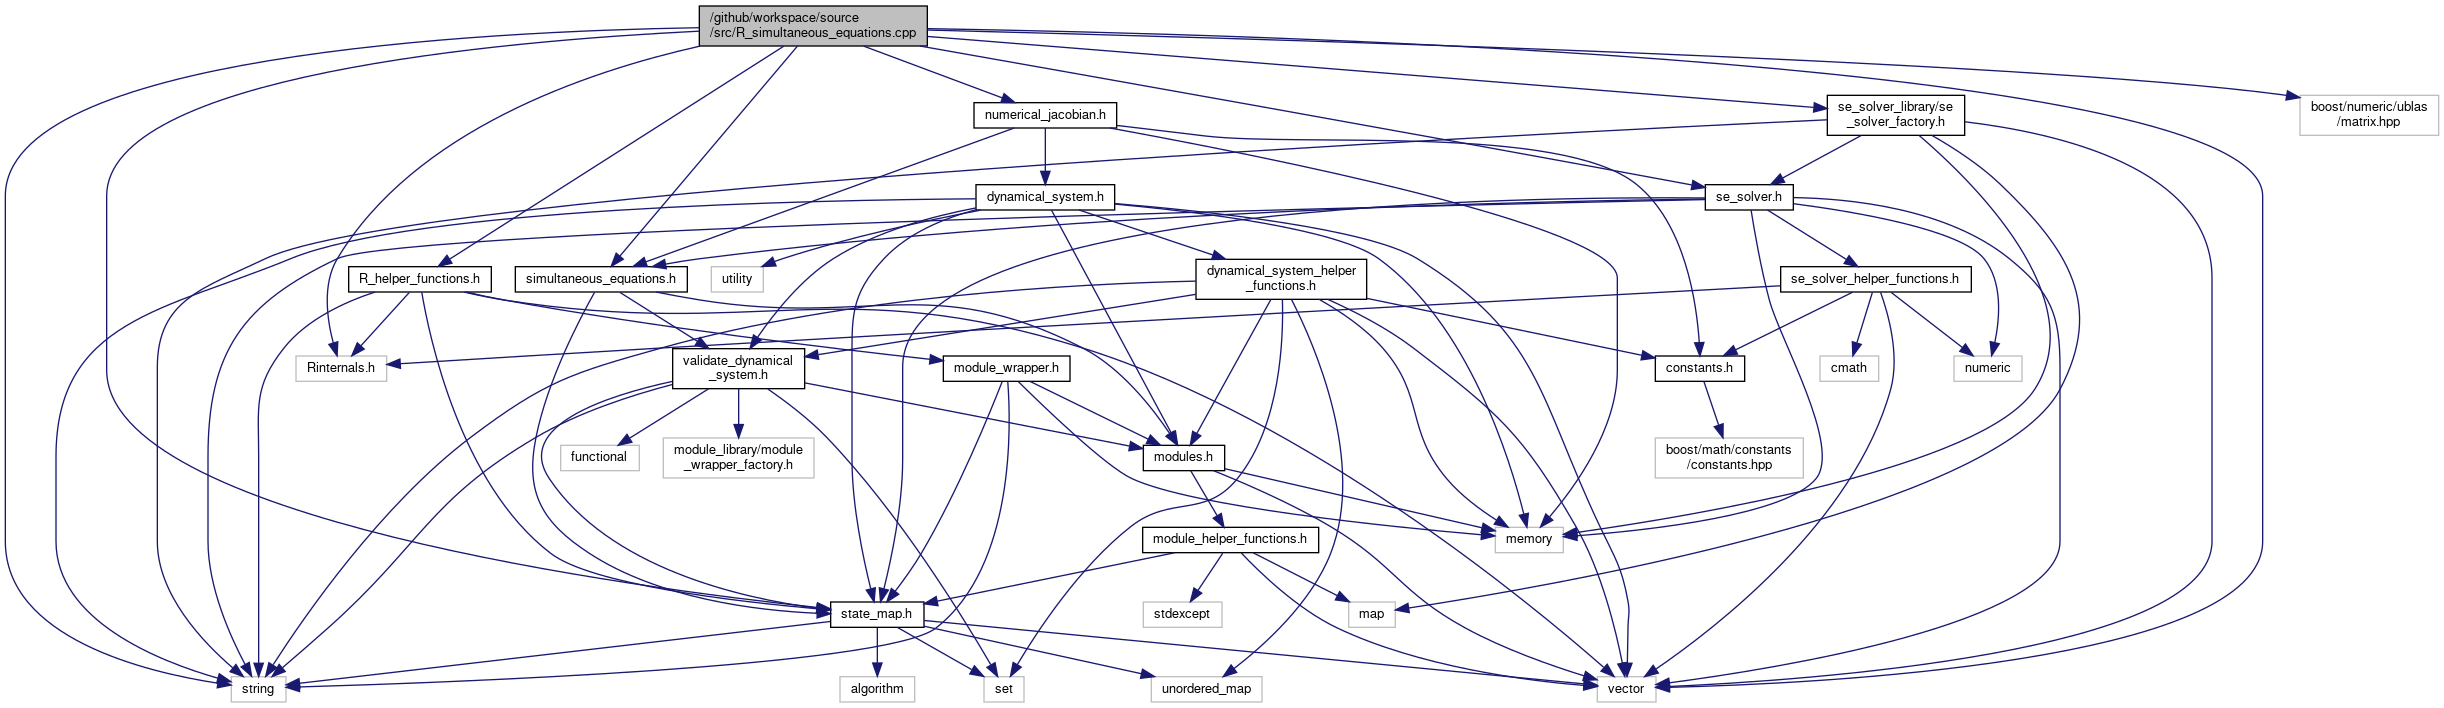 /github/workspace/source
/src/R_simultaneous_equations.cpp
numerical_jacobian.h
se_solver_library/se
_solver_factory.h
boost/numeric/ublas
/matrix.hpp
dynamical_system.h
se_solver.h
R_helper_functions.h
simultaneous_equations.h
utility
dynamical_system_helper
_functions.h
se_solver_helper_functions.h
Rinternals.h
validate_dynamical
_system.h
module_wrapper.h
constants.h
cmath
numeric
functional
module_library/module
_wrapper_factory.h
modules.h
boost/math/constants
/constants.hpp
module_helper_functions.h
memory
state_map.h
stdexcept
map
string
algorithm
set
unordered_map
vector